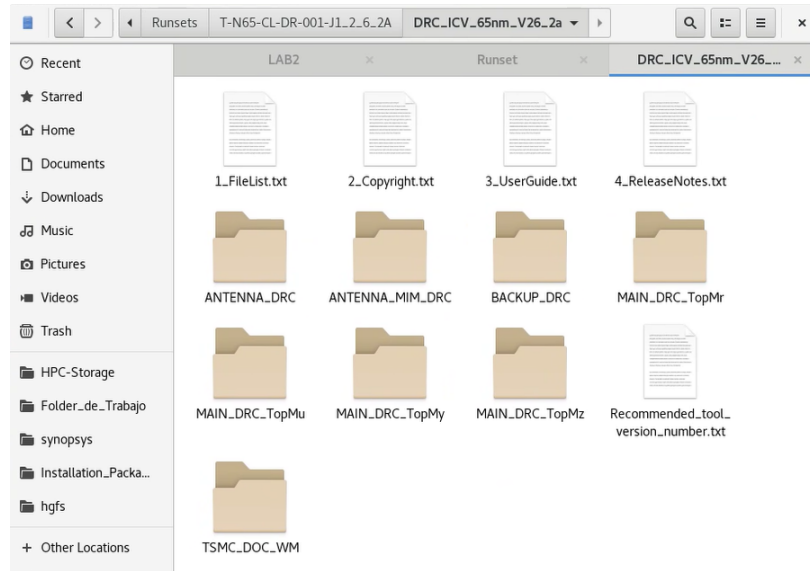 Runsets T-N65-CL-DR-001-J1_2_6_2A DRC_ICV_65nm_V26_2a
LAB2 Runset DRC_ICV_65nm_V26_...
Recent
Starred
Home
Documents
Downloads
Music
Pictures
Videos
Trash
HPC-Storage
Folder_de_Trabajo
synopsys
Installation_Packa...
hgfs
+ Other Locations
1_FileList.txt 2_Copyright.txt 3_UserGuide.txt 4_ReleaseNotes.txt
ANTENNA_DRC ANTENNA_MIM_DRC BACKUP_DRC MAIN_DRC_TopMr
MAIN_DRC_TopMu MAIN_DRC_TopMy MAIN_DRC_TopMz Recommended_tool_
version_number.txt
TSMC_DOC_WM